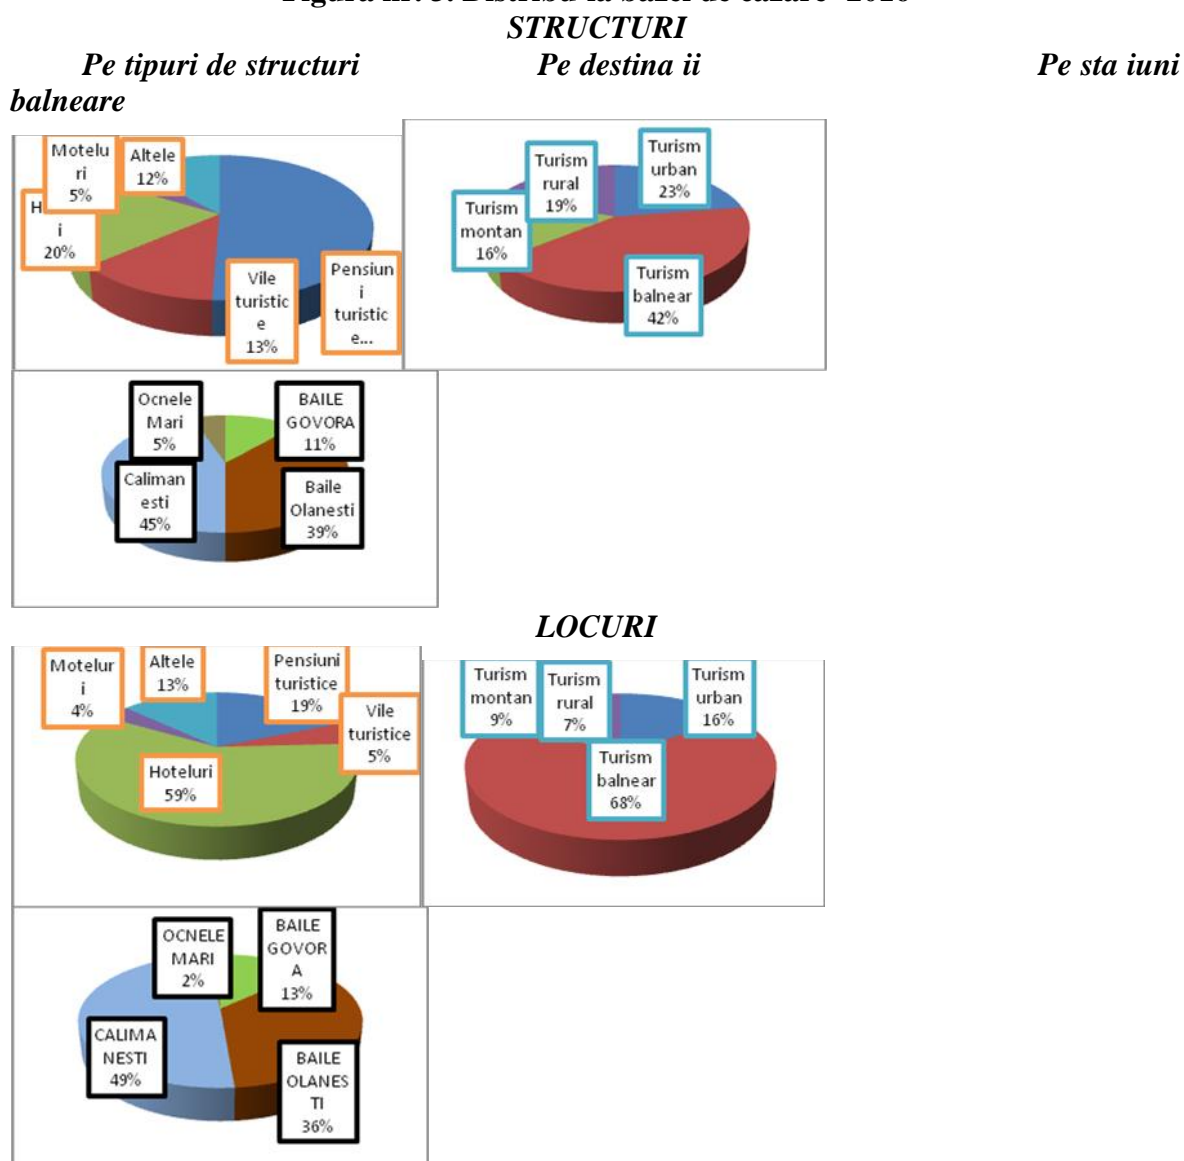 STRUCTURI
Pe tipuri de structuri Pe destina ii Pe sta iuni
balneare
Motelu
ri
5%
Altele
12%
H
i
20%
Vile
turistic
e
13%
Pensiun
i
turistic
e...
Turism
rural
19%
Turism
urban
23%
Turism
montan
16%
Turism
balnear
42%
Ocnele
Mari
5%
BAILE
GOVORA
11%
Caliman
esti
45%
Baile
Olanesti
39%
LOCURI
Motelur
i
4%
Altele
13%
Pensiuni
turistice
19%
Vile
turistice
5%
Hoteluri
59%
Turism
montan
9%
Turism
rural
7%
Turism
urban
16%
Turism
balnear
68%
OCNELE
MARI
2%
BAILE
GOVOR
A
13%
CALIMA
NESTI
49%
BAILE
OLANES
TI
36%